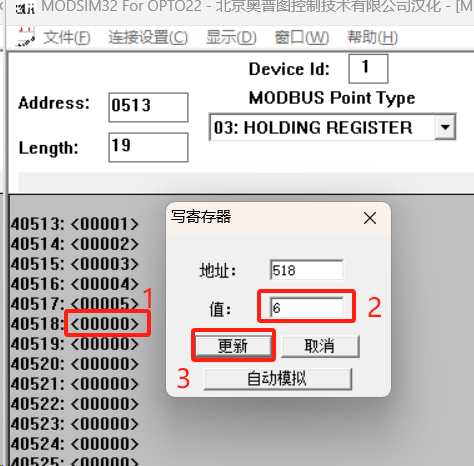 MODSIM32 For OPTO22 - 北京奥普图控制技术有限公司汉化 - [M
文件(F) 连接设置(C) 显示(D) 窗口(W) 帮助(H)
Device Id: 1
Address: 0513
MODBUS Point Type
03: HOLDING REGISTER
Length: 19
40513: <00001>
40514: <00002>
40515: <00003>
40516: <00004>
40517: <00005>
40518: <00000>
40519: <00000>
40520: <00000>
40521: <00000>
40522: <00000>
40523: <00000>
40524: <00000>
40525: <00000>
1
写寄存器
地址: 518
值: 6
2
更新 取消
3
自动模拟